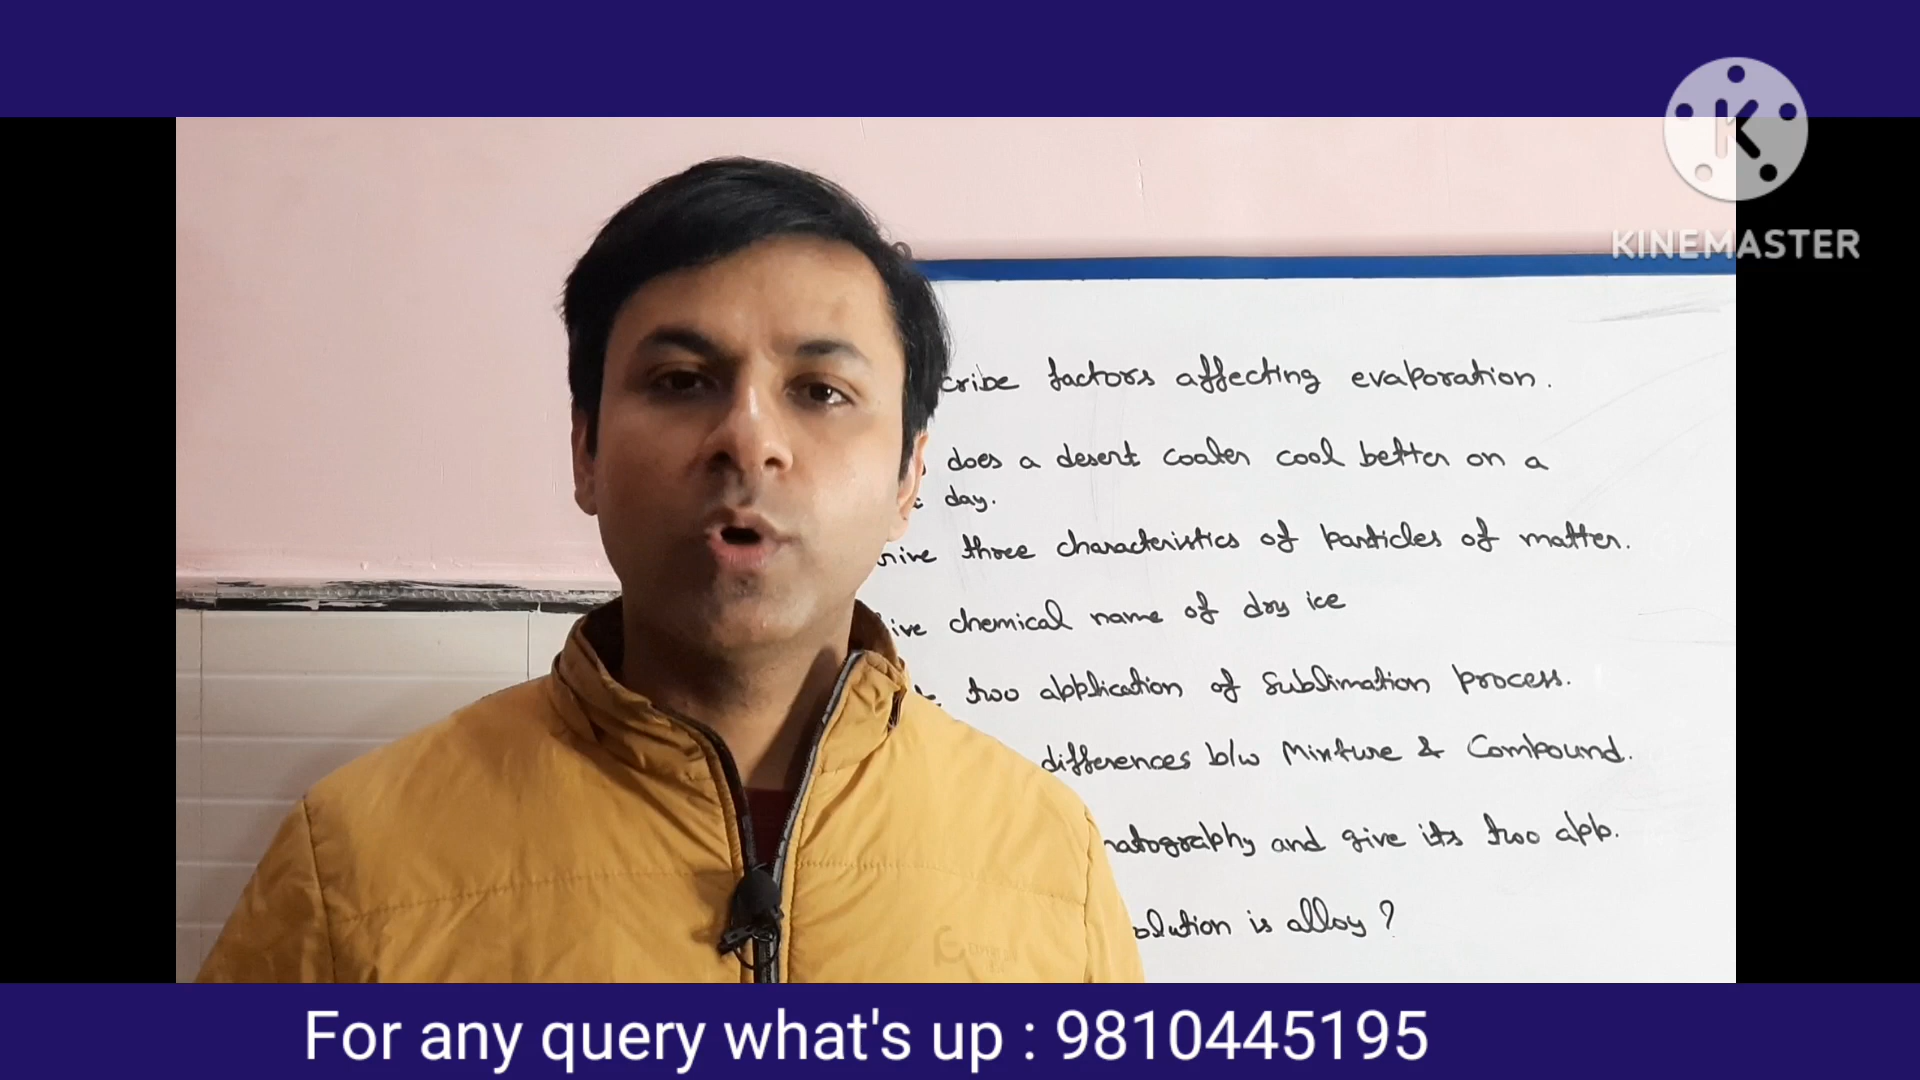 KINEMASTER
factors affecting evaporation.
does a desert cooler cool better on a
day.
three characteristics of particles of matter.
chemical name of dry ice
two application of sublimation process.
differences b/w Mixture & Compound.
and give its two app.
is alloy ?
For any query what's up : 9810445195